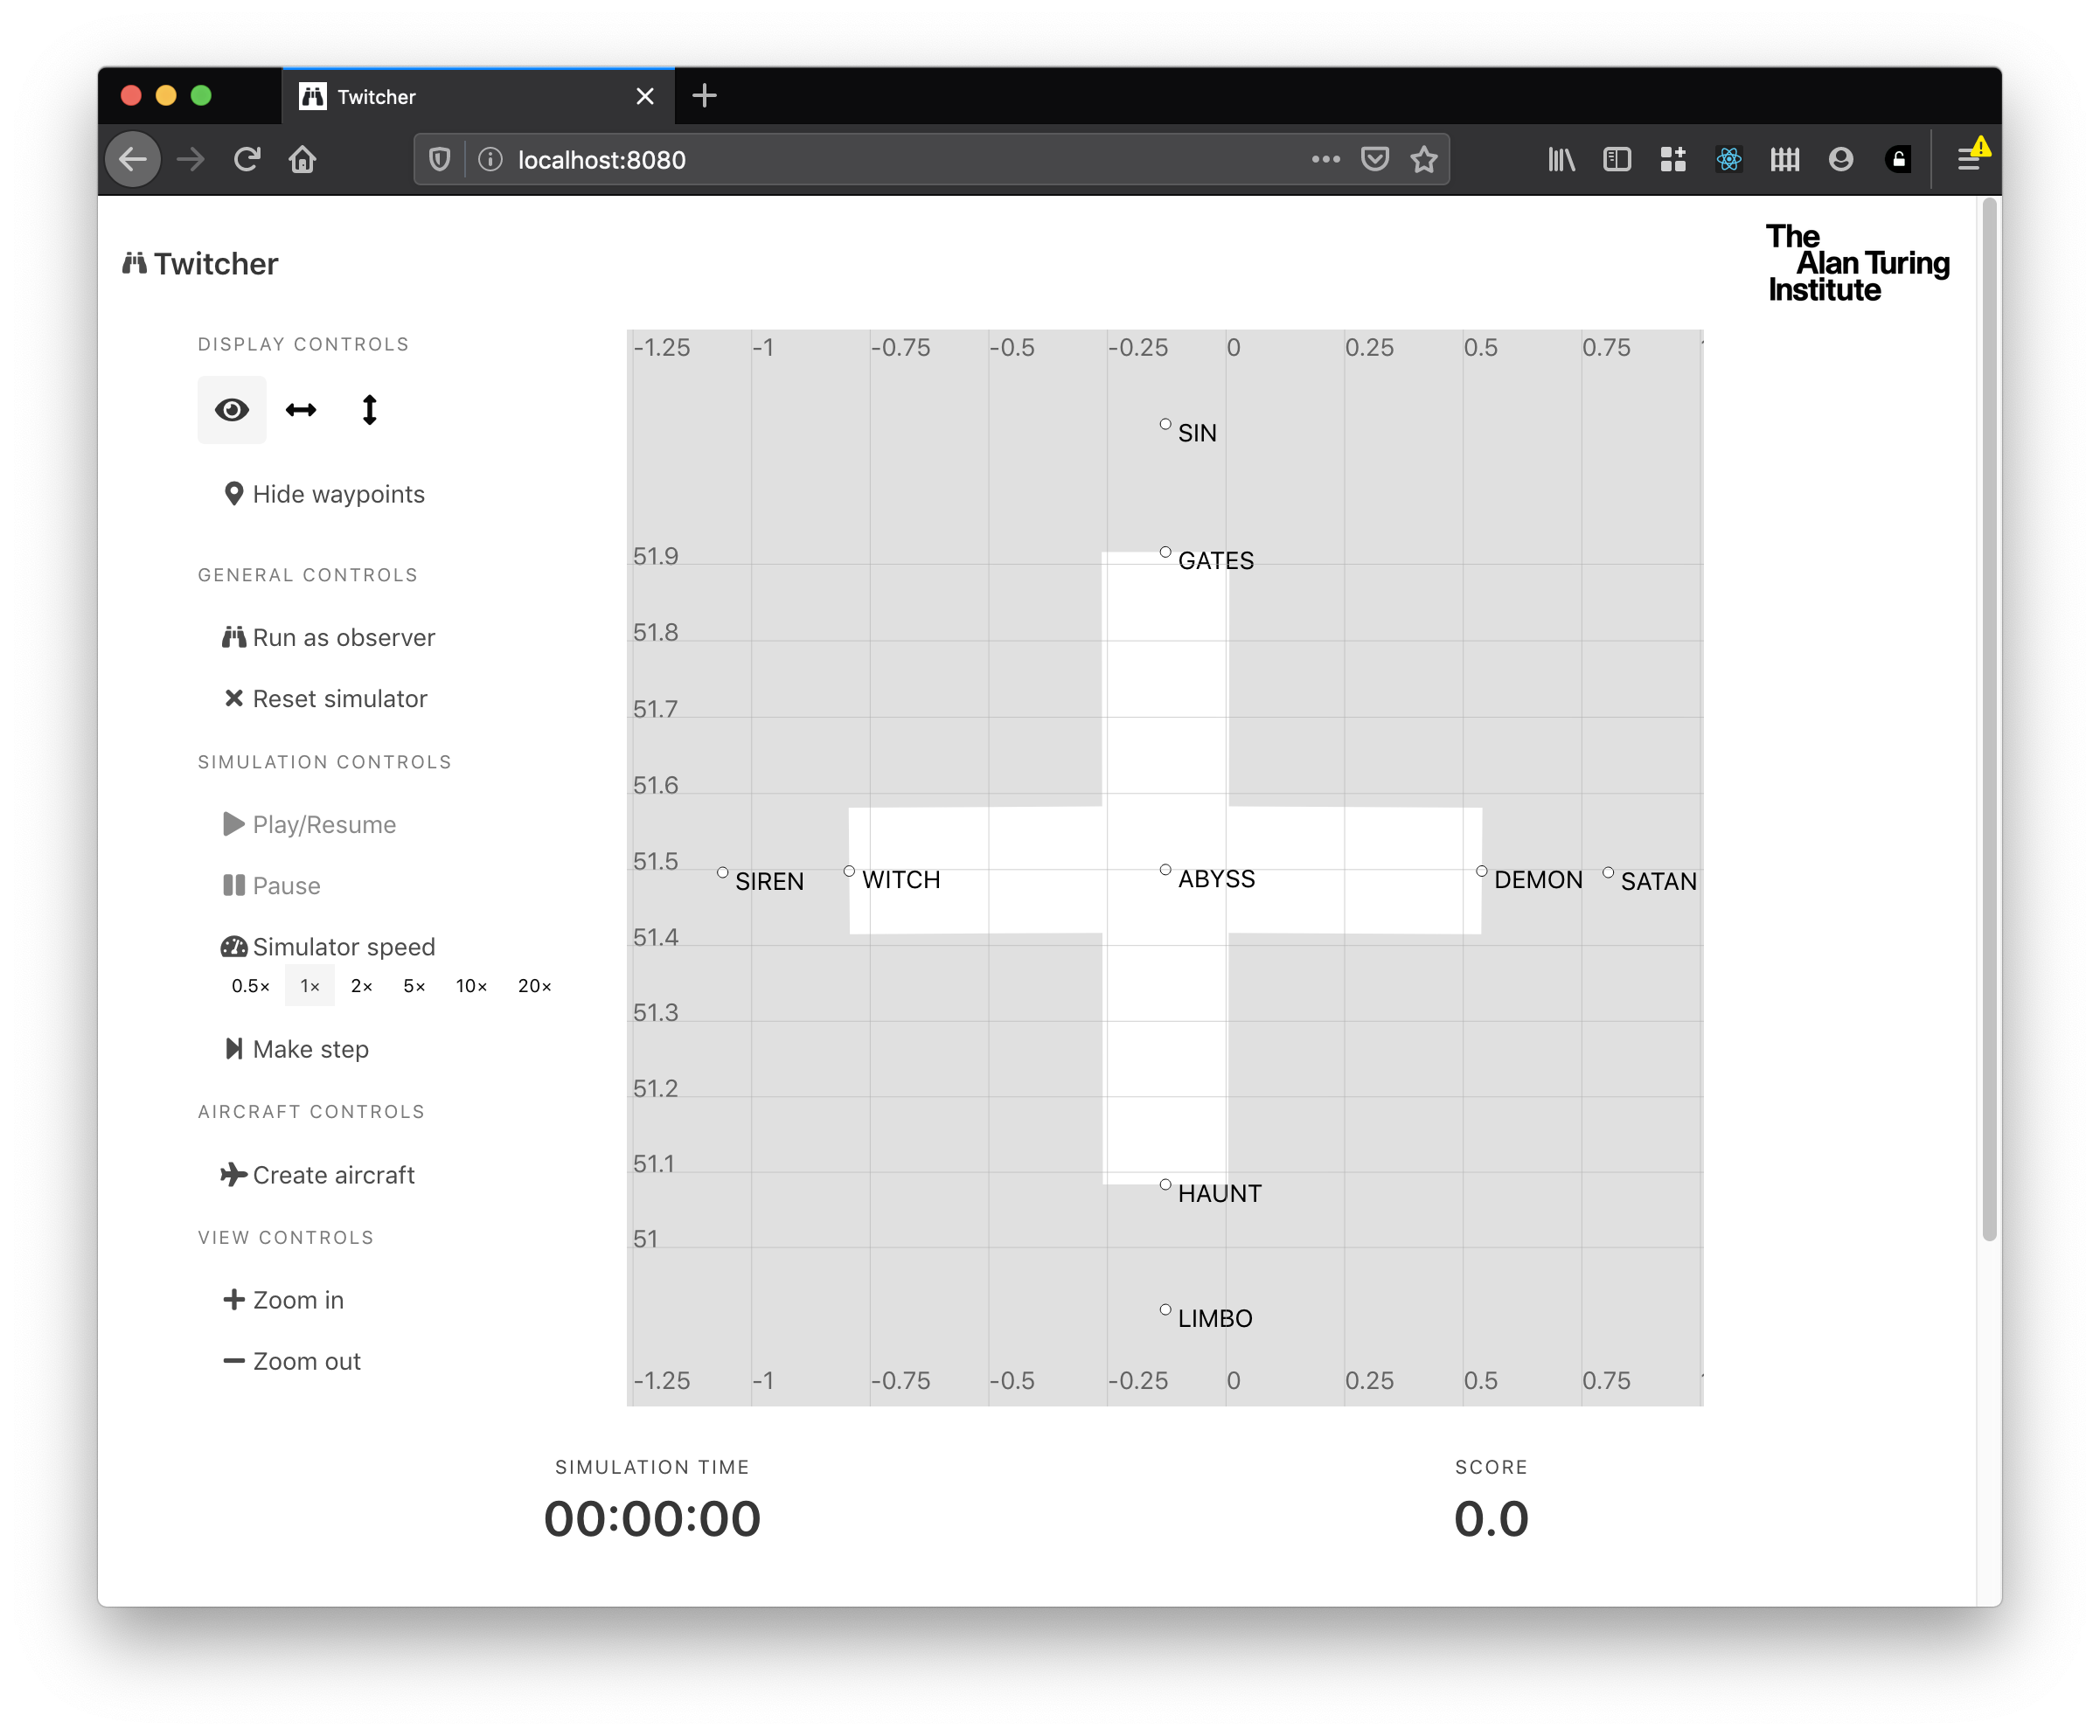 Twitcher
localhost:8080
Twitcher
The
Alan Turing
Institute
DISPLAY CONTROLS
Hide waypoints
GENERAL CONTROLS
Run as observer
Reset simulator
SIMULATION CONTROLS
Play/Resume
Pause
Simulator speed
0.5× 1× 2× 5× 10× 20×
Make step
AIRCRAFT CONTROLS
Create aircraft
VIEW CONTROLS
Zoom in
Zoom out
-1.25 -1 -0.75 -0.5 -0.25 0 0.25 0.5 0.75
SIN
51.9
GATES
51.8
51.7
51.6
51.5
SIREN WITCH ABYSS DEMON SATAN
51.4
51.3
51.2
51.1
HAUNT
51
LIMBO
-1.25 -1 -0.75 -0.5 -0.25 0 0.25 0.5 0.75
SIMULATION TIME
00:00:00
SCORE
0.0